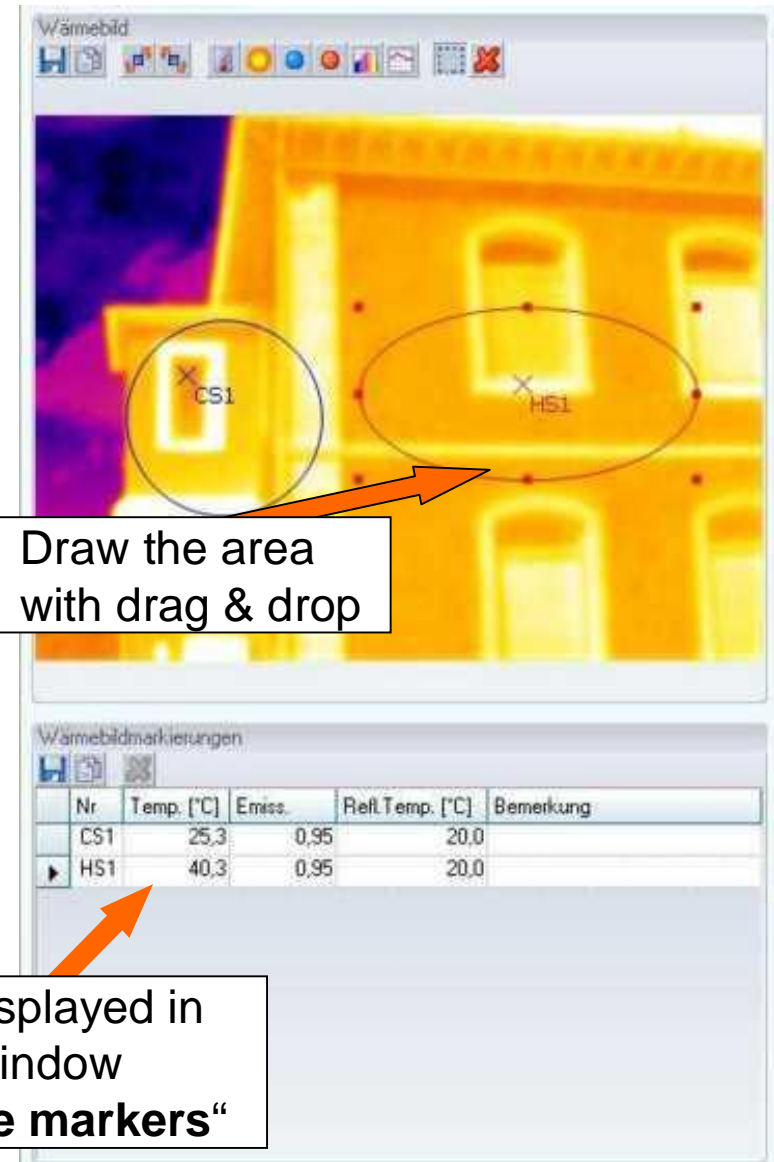 Wärmebild
CS1
HS1
Draw the area
with drag & drop
Wärmebildmarkierungen
Nr Temp. [°C] Emiss. Refl.Temp. [°C] Bemerkung
CS1 25,3 0,95 20,0
HS1 40,3 0,95 20,0
splayed in
indow
e markers“